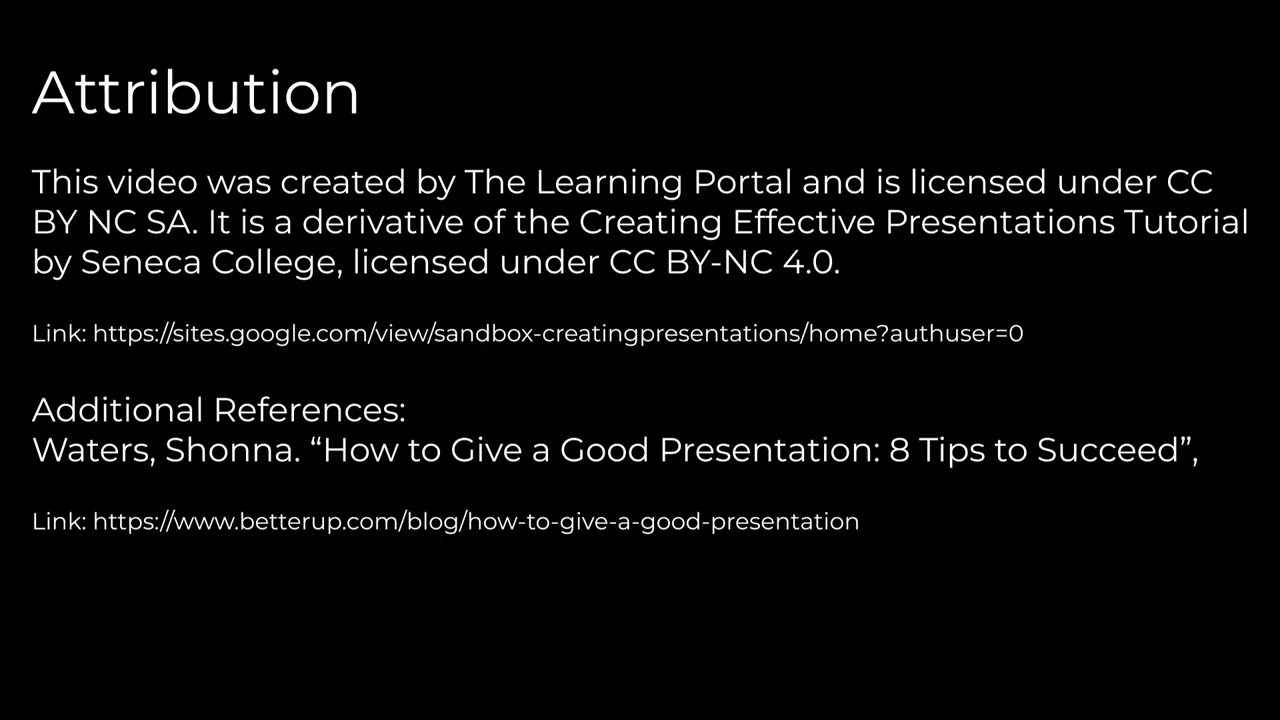 Attribution
This video was created by The Learning Portal and is licensed under CC
BY NC SA. It is a derivative of the Creating Effective Presentations Tutorial
by Seneca College, licensed under CC BY-NC 4.0.
Link: https://sites.google.com/view/sandbox-creatingpresentations/home?authuser=0
Additional References:
Waters, Shonna. “How to Give a Good Presentation: 8 Tips to Succeed”,
Link: https://www.betterup.com/blog/how-to-give-a-good-presentation